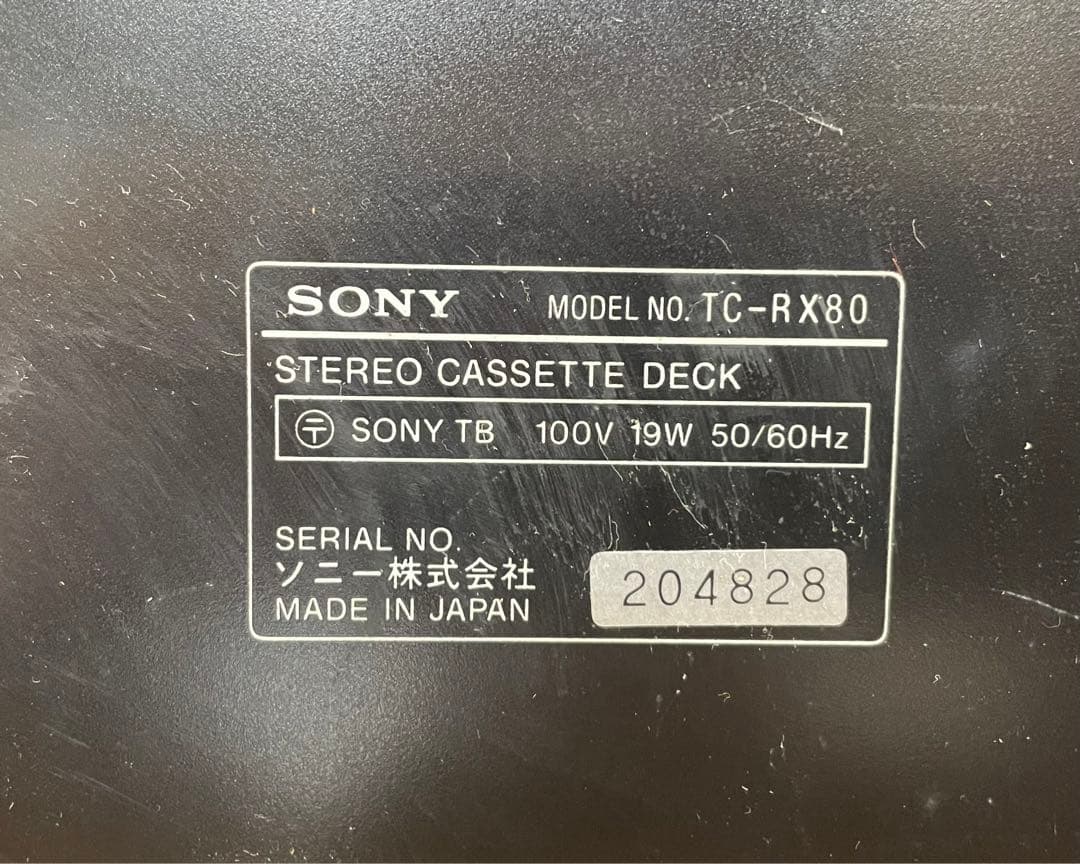 SONY MODEL NO. TC-RX80
STEREO CASSETTE DECK
〒 SONY TB 100V 19W 50/60Hz
SERIAL NO.
ソニー株式会社
204828
MADE IN JAPAN